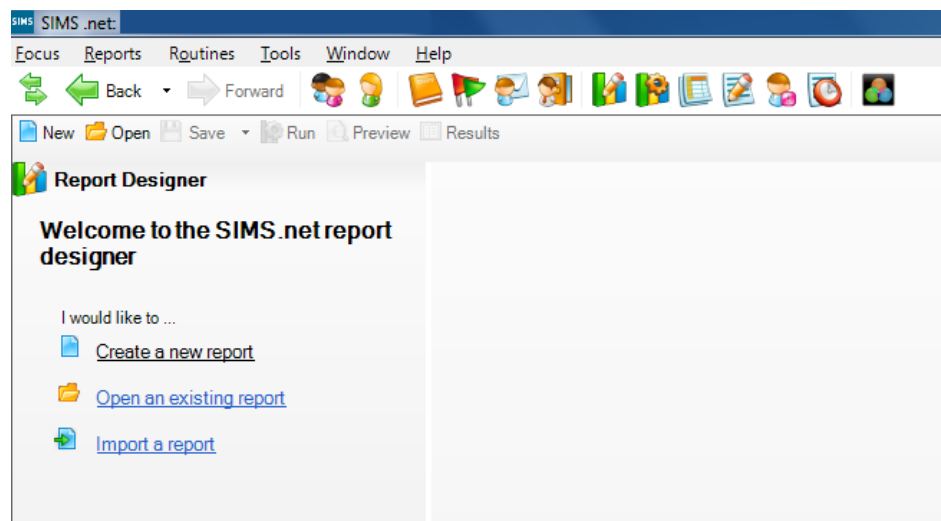 SIMS SIMS .net:
Focus Reports Routines Tools Window Help
Back Forward
New Open Save Run Preview Results
Report Designer
Welcome to the SIMS.net report
designer
I would like to ...
Create a new report
Open an existing report
Import a report